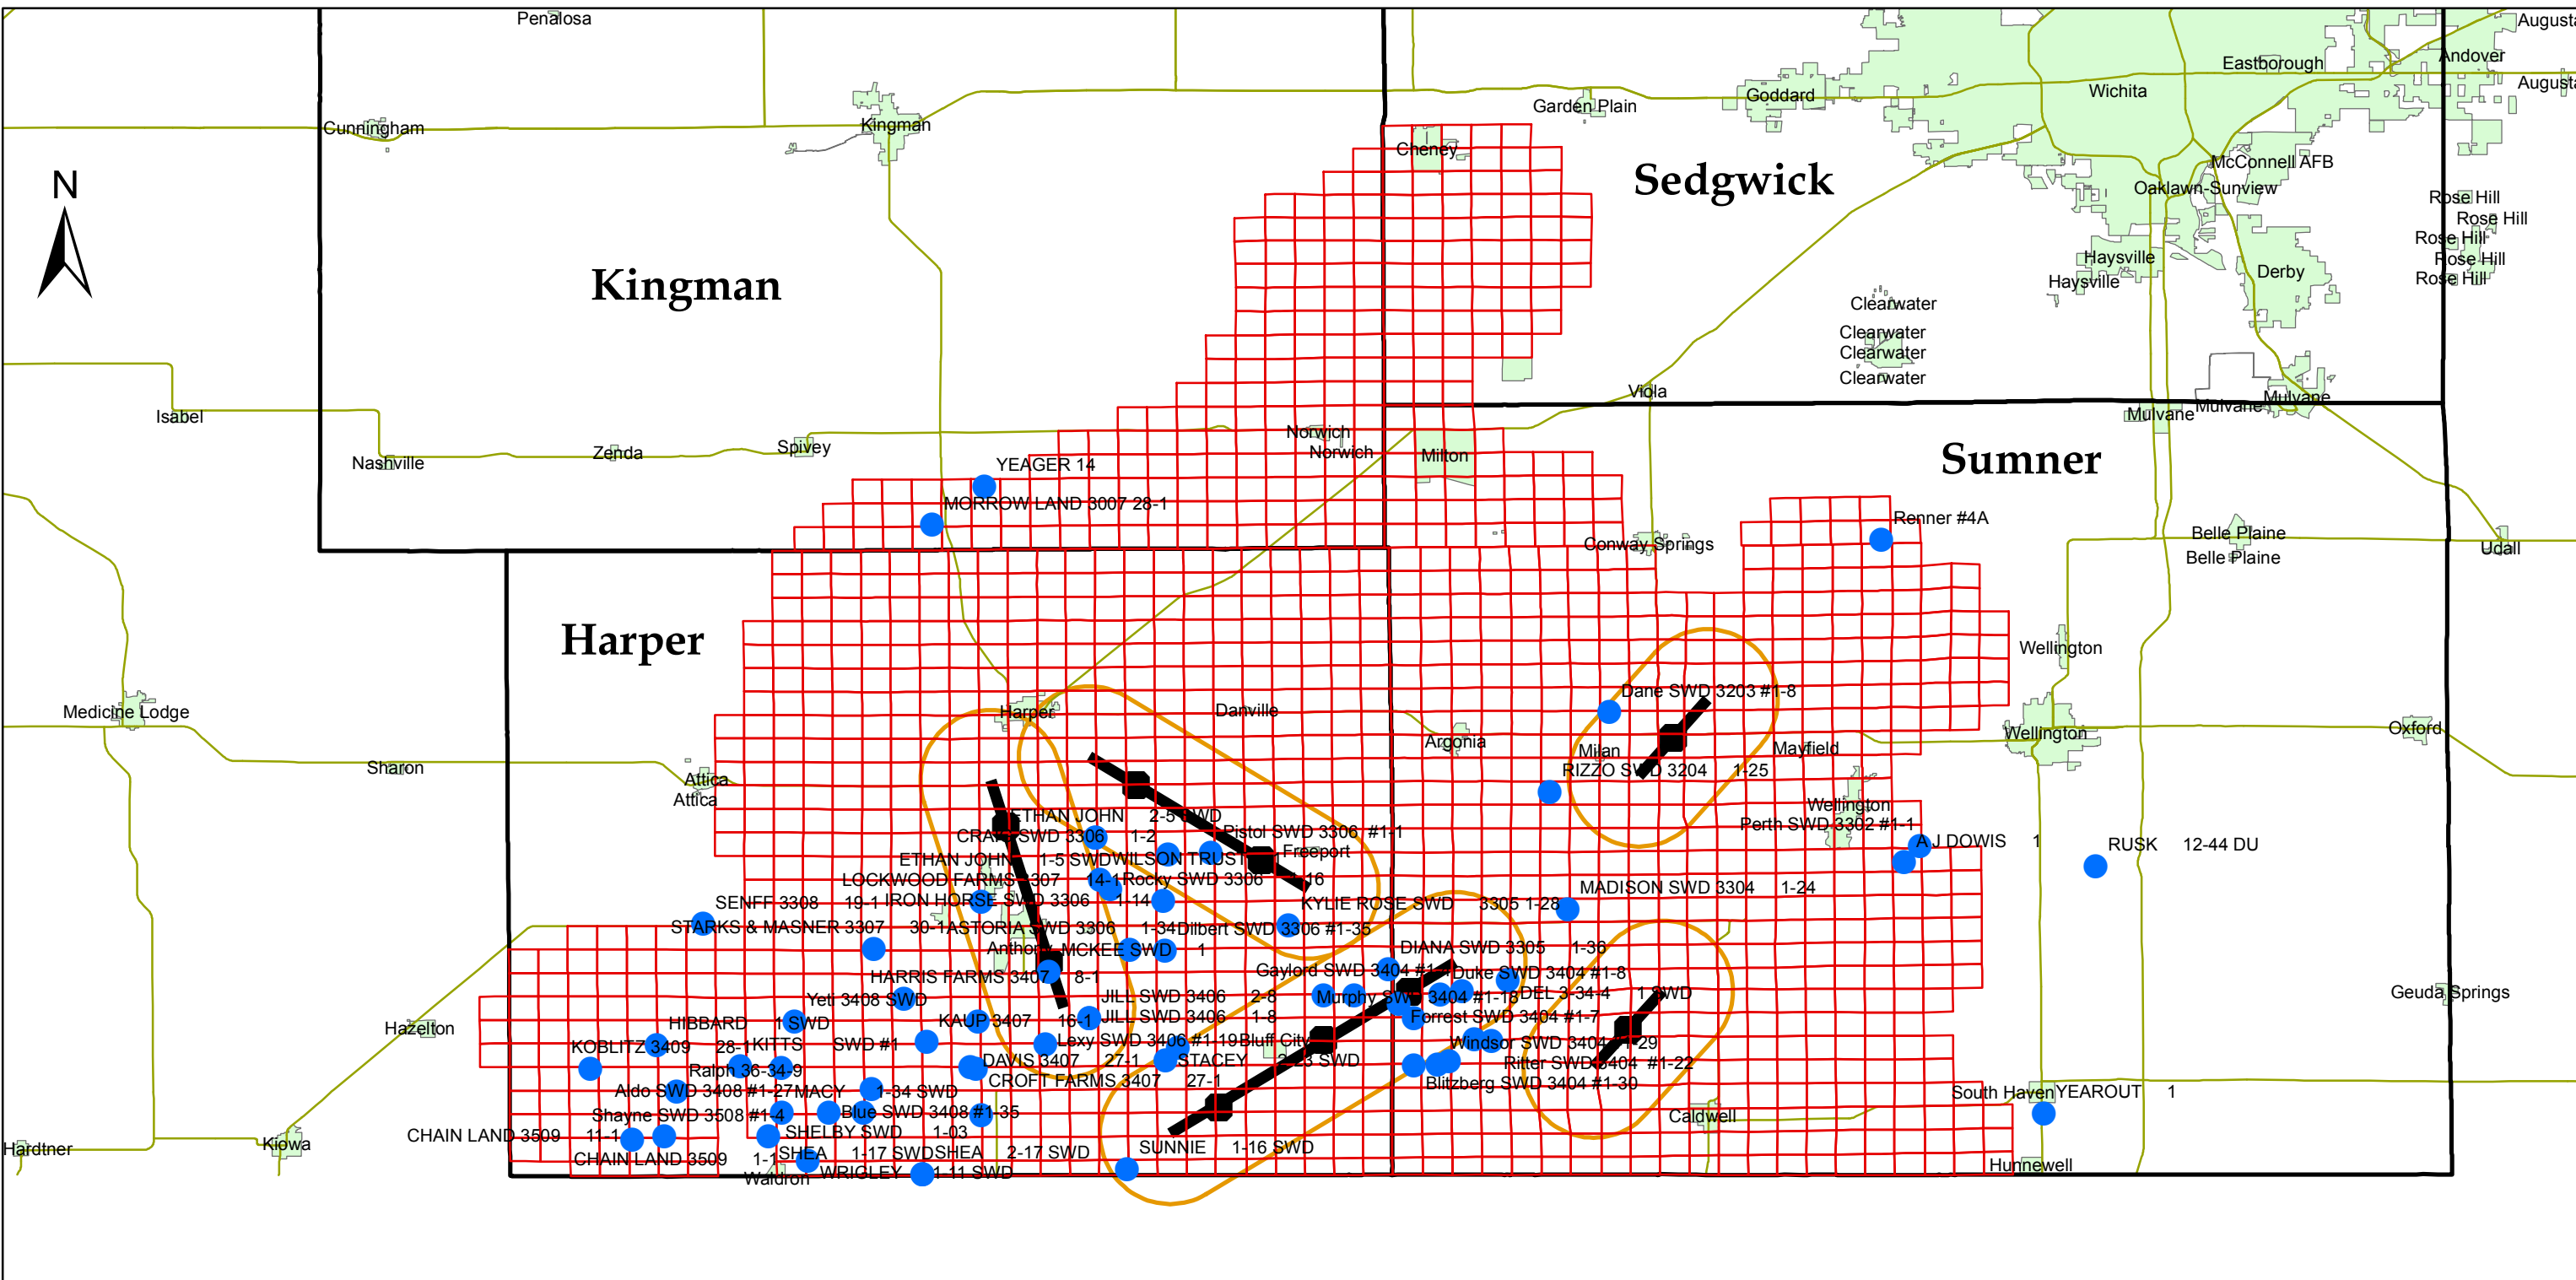 Penalosa
Augusta
Andover
Eastborough
Augusta
Wichita
Goddard
Garden Plain
Kingman
Cunningham
Cheney
McConnell AFB
N
Sedgwick
Oaklawn-Sunview
Rose Hill
Rose Hill
Rose Hill
Rose Hill
Rose Hill
Haysville
Haysville
Derby
Kingman
Clearwater
Clearwater
Clearwater
Clearwater
Viola
Mulvane
Mulvane
Mulvane
Isabel
Norwich
Norwich
Milton
Spivey
Zenda
Nashville
Sumner
YEAGER 14
MORROW LAND 3007 28-1
Renner #4A
Conway Springs
Belle Plaine
Belle Plaine
Udall
Harper
Wellington
Dane SWD 3203 #1-8
Medicine Lodge
Harper
Danville
Argonia
Milan
Mayfield
Wellington
Oxford
Sharon
Attica
Attica
RIZZO SWD 3204 1-25
Wellington
ETHAN JOHN 2-5 SWD
Perth SWD 3302 #1-1
CRAIG SWD 3306 1-2
Pistol SWD 3306 #1-1
A J DOWIS 1
RUSK 12-44 DU
Freeport
ETHAN JOHN 1-5 SWD
WILSON TRUST
LOCKWOOD FARMS 3307 14-1
Rocky SWD 3306 1-16
MADISON SWD 3304 1-24
SENFF 3308 19-1
IRON HORSE SWD 3306 1-14
KYLIE ROSE SWD 3305 1-28
STARKS & MASNER 3307 30-1
ASTORIA SWD 3306 1-34
Dilbert SWD 3306 #1-35
Anthony
MCKEE SWD 1
DIANA SWD 3305 1-36
HARRIS FARMS 3407 8-1
Duke SWD 3404 #1-8
Yeti 3408 SWD
JILL SWD 3406 2-8
Murphy SWD 3404 #1-18
DEL 3-34-4 1 SWD
Geuda Springs
HIBBARD 1 SWD
KAUP 3407 16-1
JILL SWD 3406 1-8
Forrest SWD 3404 #1-7
Hazelton
KOBLITZ 3409 28-1
KITTS SWD #1
Lexy SWD 3406 #1-19
Bluff City
Windsor SWD 3404 #1-29
Ralph 36-34-9
DAVIS 3407 27-1
STACEY
Ritter SWD 3404 #1-22
CROFT FARMS 3407 27-1
Blitzberg SWD 3404 #1-30
Aldo SWD 3408 #1-27
MACY 1-34 SWD
South Haven
YEAROUT 1
Shayne SWD 3508 #1-4
Blue SWD 3408 #1-35
Caldwell
CHAIN LAND 3509 11-1
SHELBY SWD 1-03
Hardtner
Kiowa
CHAIN LAND 3509 1-1
SHEA 1-17 SWD
SHEA 2-17 SWD
SUNNIE 1-16 SWD
Hunnewell
Waldron
WRIGLEY 1-11 SWD